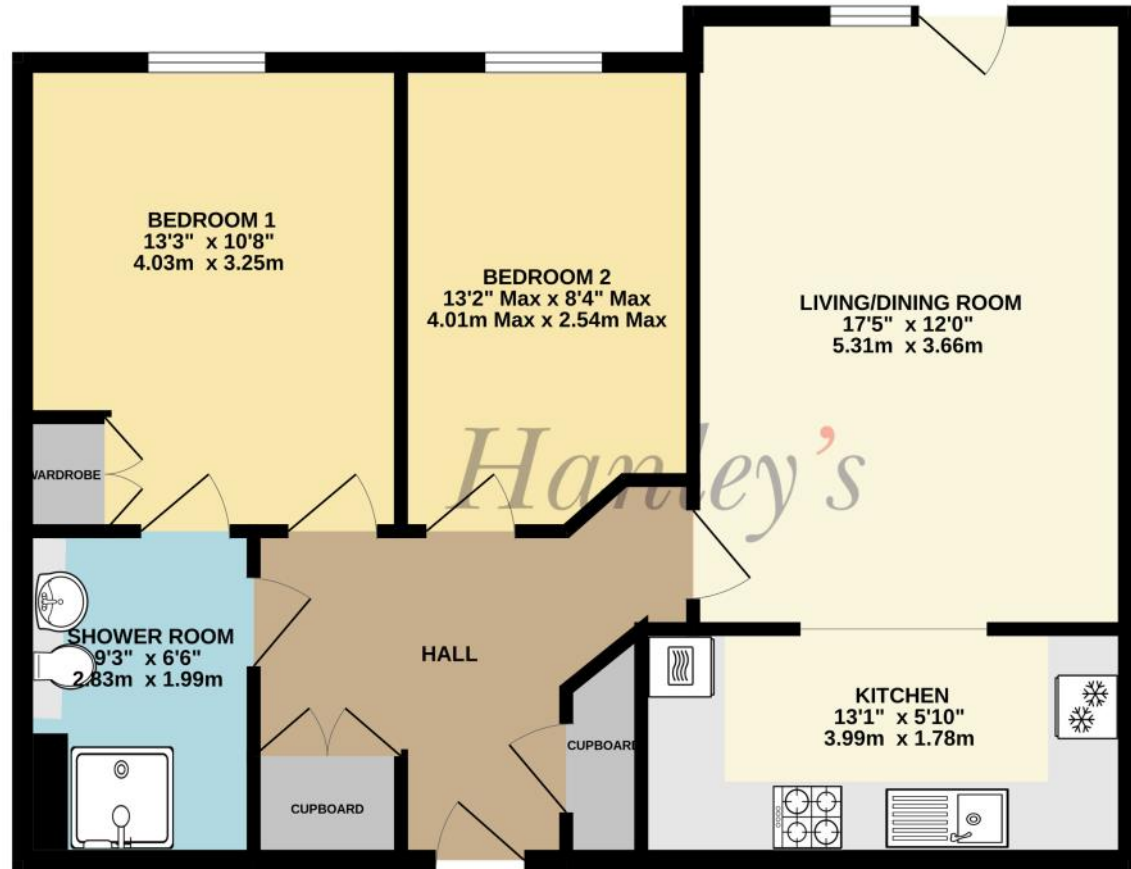 BEDROOM 1
13'3" x 10'8"
4.03m x 3.25m
BEDROOM 2
13'2" Max x 8'4" Max
4.01m Max x 2.54m Max
LIVING/DINING ROOM
17'5" x 12'0"
5.31m x 3.66m
Hanley's
WARDROBE
SHOWER ROOM
9'3" x 6'6"
2.83m x 1.99m
HALL
KITCHEN
13'1" x 5'10"
3.99m x 1.78m
CUPBOARD
CUPBOARD